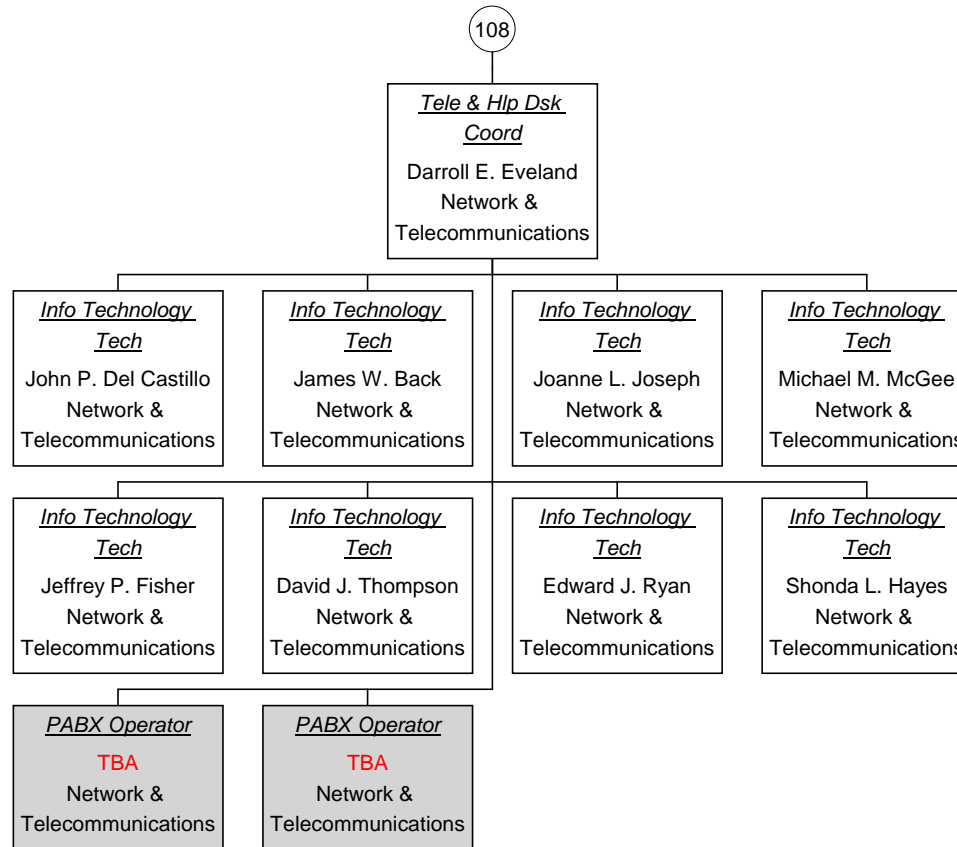 108
Tele & Hlp Dsk
Coord
Darroll E. Eveland
Network &
Telecommunications
Info Technology
Tech
John P. Del Castillo
Network &
Telecommunications
Info Technology
Tech
James W. Back
Network &
Telecommunications
Info Technology
Tech
Joanne L. Joseph
Network &
Telecommunications
Info Technology
Tech
Michael M. McGee
Network &
Telecommunications
Info Technology
Tech
Jeffrey P. Fisher
Network &
Telecommunications
Info Technology
Tech
David J. Thompson
Network &
Telecommunications
Info Technology
Tech
Edward J. Ryan
Network &
Telecommunications
Info Technology
Tech
Shonda L. Hayes
Network &
Telecommunications
PABX Operator
TBA
Network &
Telecommunications
PABX Operator
TBA
Network &
Telecommunications